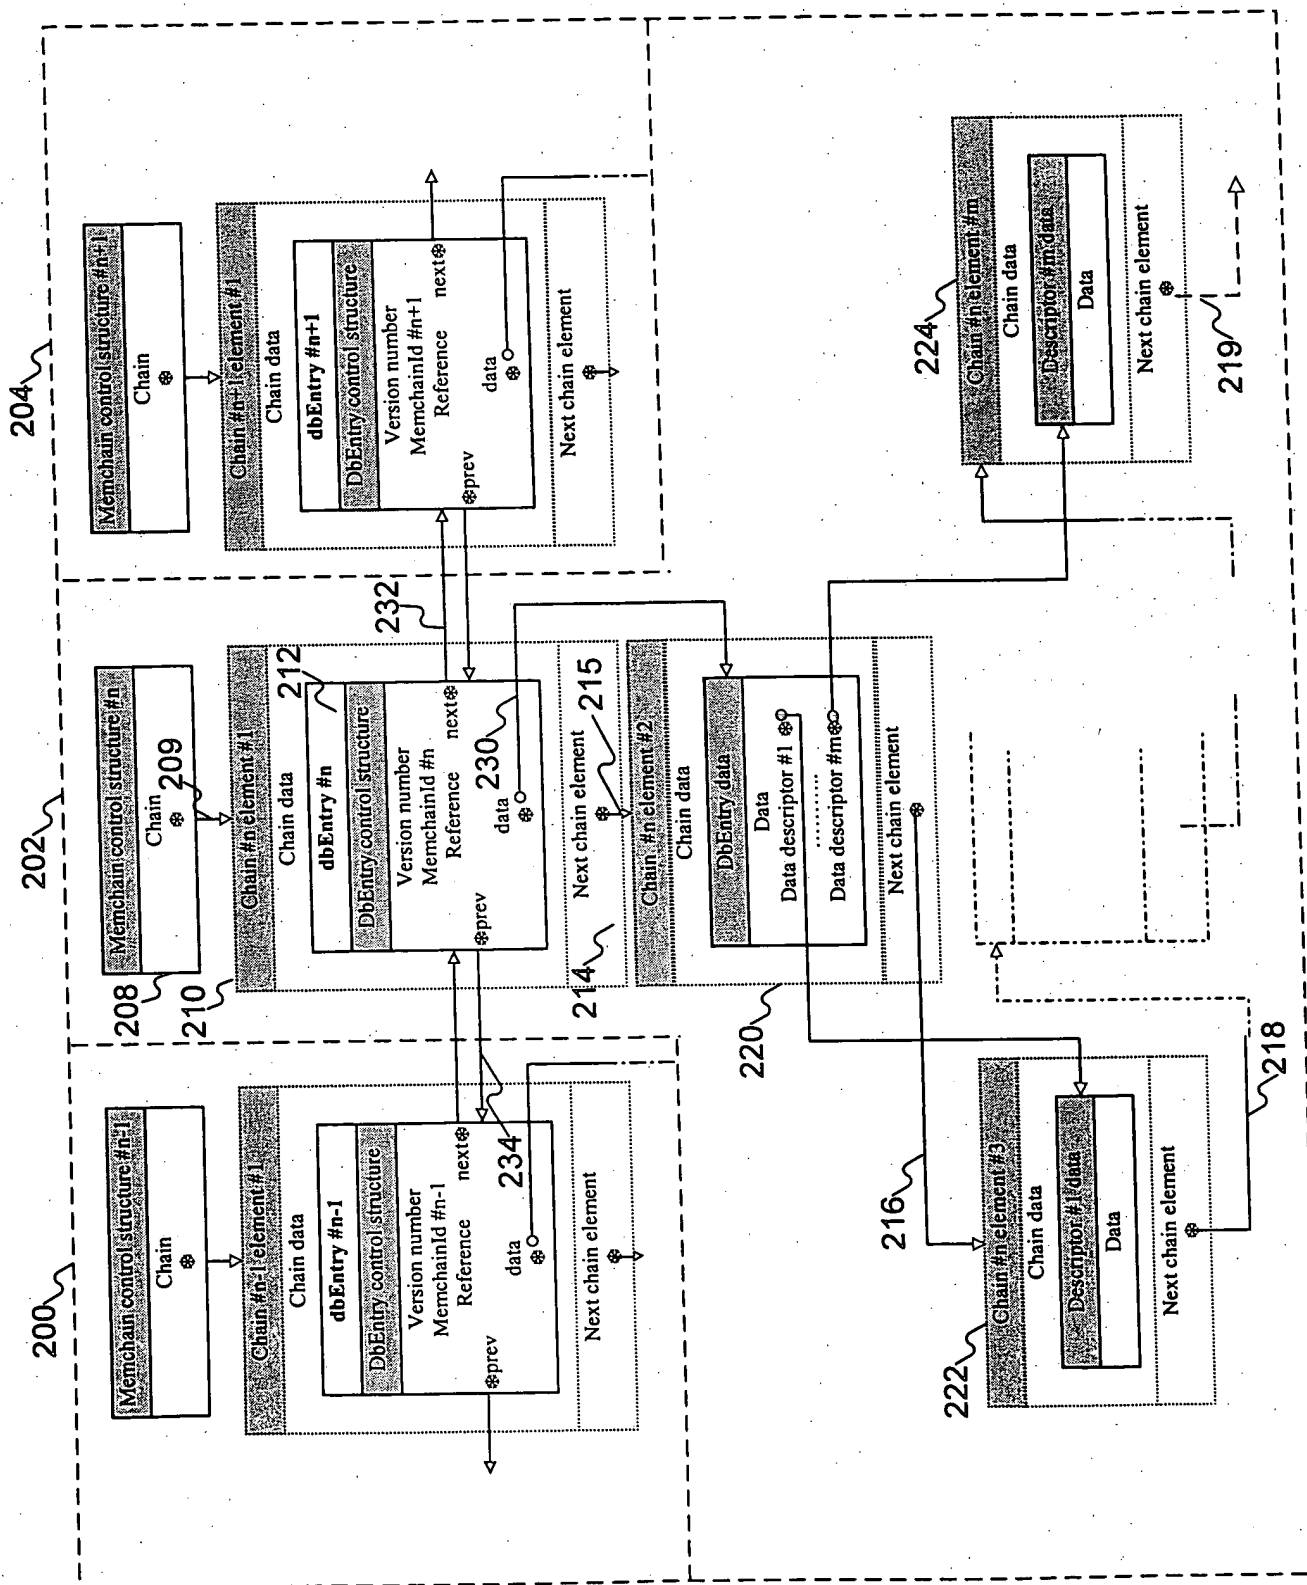 200
202
204
Memchain control structure #n-1
Chain
Chain #n-1 element #1
Chain data
dbEntry #n-1
DbEntry control structure
Version number
MemchainId #n-1
Reference
prev
next
data
Next chain element
234
Memchain control structure #n
Chain
208
209
210
Chain #n element #1
Chain data
212
dbEntry #n
DbEntry control structure
Version number
MemchainId #n
Reference
prev
next
data
230
232
Next chain element
214
215
Memchain control structure #n+1
Chain
Chain #n+1 element #1
Chain data
dbEntry #n+1
DbEntry control structure
Version number
MemchainId #n+1
Reference
prev
next
data
Next chain element
Chain #n element #2
Chain data
DbEntry data
Data
Data descriptor #1
..........
Data descriptor #m
Next chain element
220
216
222
Chain #n element #3
Chain data
Descriptor #1 data
Data
Next chain element
218
224
Chain #n element #m
Chain data
Descriptor #m data
Data
Next chain element
219